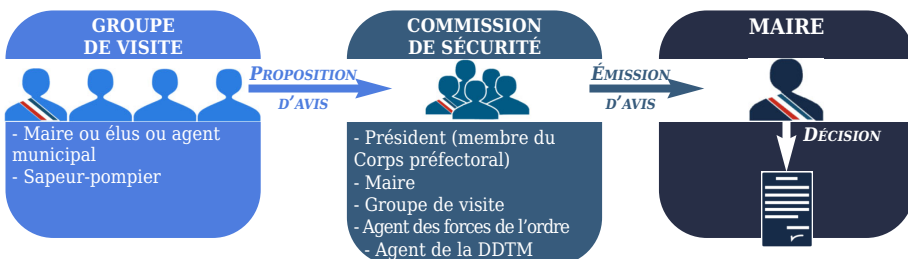 GROUPE
DE VISITE
- Maire ou élus ou agent
municipal
- Sapeur-pompier
PROPOSITION
D’AVIS
COMMISSION
DE SÉCURITÉ
- Président (membre du
Corps préfectoral)
- Maire
- Groupe de visite
- Agent des forces de l’ordre
- Agent de la DDTM
ÉMISSION
D’AVIS
MAIRE
DÉCISION